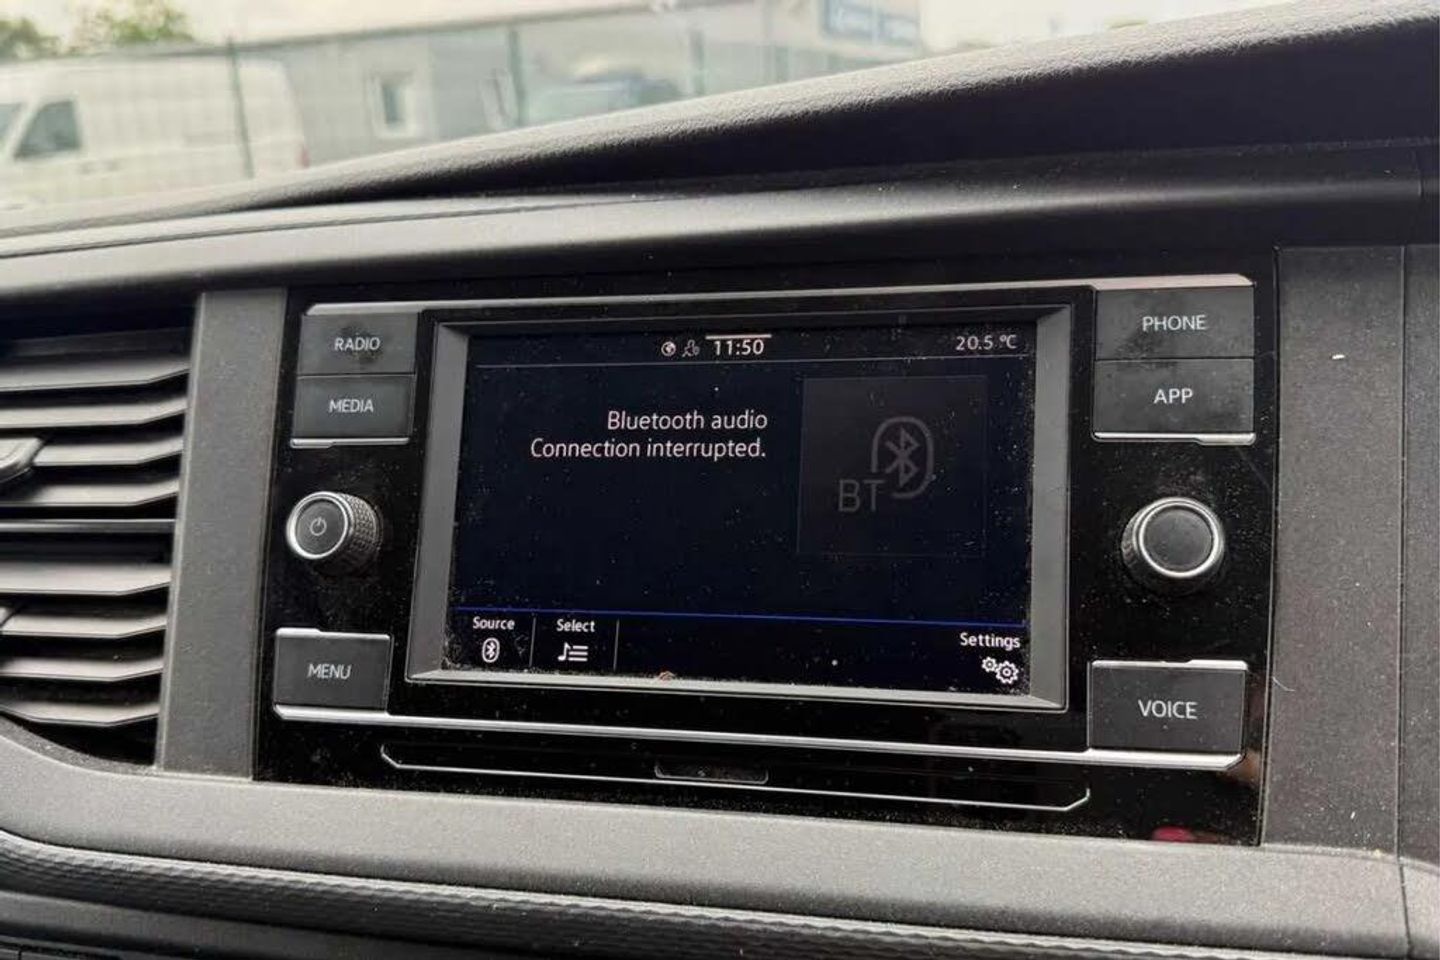 11:50
20.5 °C
RADIO
MEDIA
PHONE
APP
Bluetooth audio
Connection interrupted.
BT
Source
Select
Settings
MENU
VOICE